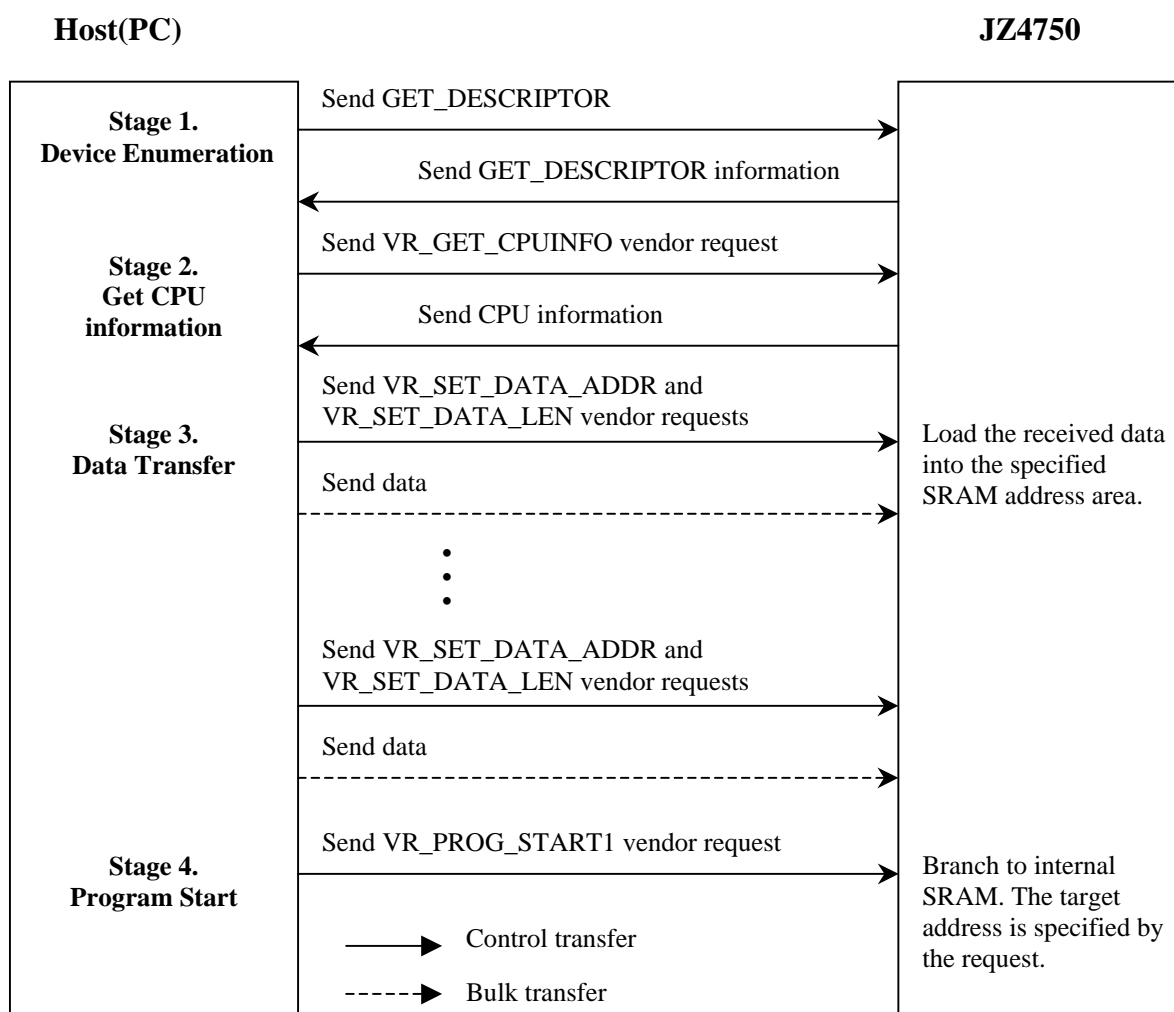 Host(PC)
JZ4750
Stage 1.
Device Enumeration
Send GET_DESCRIPTOR
Send GET_DESCRIPTOR information
Stage 2.
Get CPU
information
Send VR_GET_CPUINFO vendor request
Send CPU information
Stage 3.
Data Transfer
Send VR_SET_DATA_ADDR and
VR_SET_DATA_LEN vendor requests
Send data
Load the received data
into the specified
SRAM address area.
Send VR_SET_DATA_ADDR and
VR_SET_DATA_LEN vendor requests
Send data
Stage 4.
Program Start
Send VR_PROG_START1 vendor request
Branch to internal
SRAM. The target
address is specified by
the request.
Control transfer
Bulk transfer